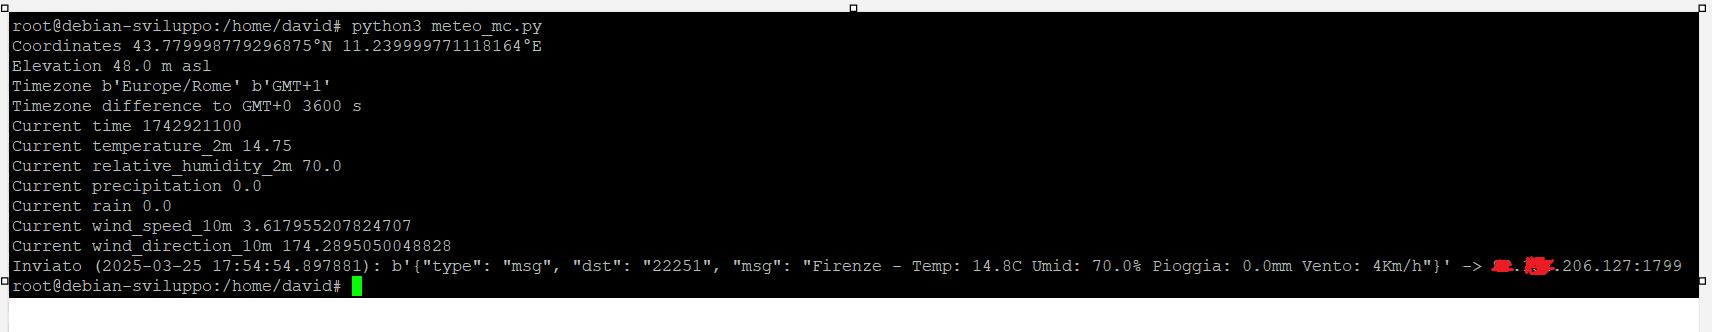 root@debian-sviluppo:/home/david# python3 meteo_mc.py
Coordinates 43.779998779296875°N 11.239999771118164°E
Elevation 48.0 m asl
Timezone b'Europe/Rome' b'GMT+1'
Timezone difference to GMT+0 3600 s
Current time 1742921100
Current temperature_2m 14.75
Current relative_humidity_2m 70.0
Current precipitation 0.0
Current rain 0.0
Current wind_speed_10m 3.617955207824707
Current wind_direction_10m 174.2895050048828
Inviato (2025-03-25 17:54:54.897881): b'{"type": "msg", "dst": "22251", "msg": "Firenze - Temp: 14.8C Umid: 70.0% Pioggia: 0.0mm Vento: 4Km/h"}' -> .206.127:1799
root@debian-sviluppo:/home/david#